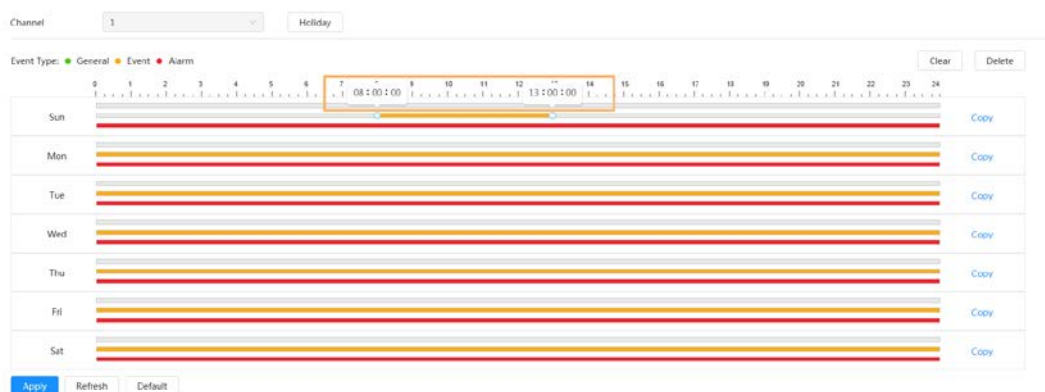 Channel 1 Holiday
Event Type: General Event Alarm Clear Delete
0 1 2 3 4 5 6 7 9 10 11 12 14 15 16 17 18 19 20 21 22 23 24
08:00:00 13:00:00
Sun Copy
Mon Copy
Tue Copy
Wed Copy
Thu Copy
Fri Copy
Sat Copy
Apply Refresh Default